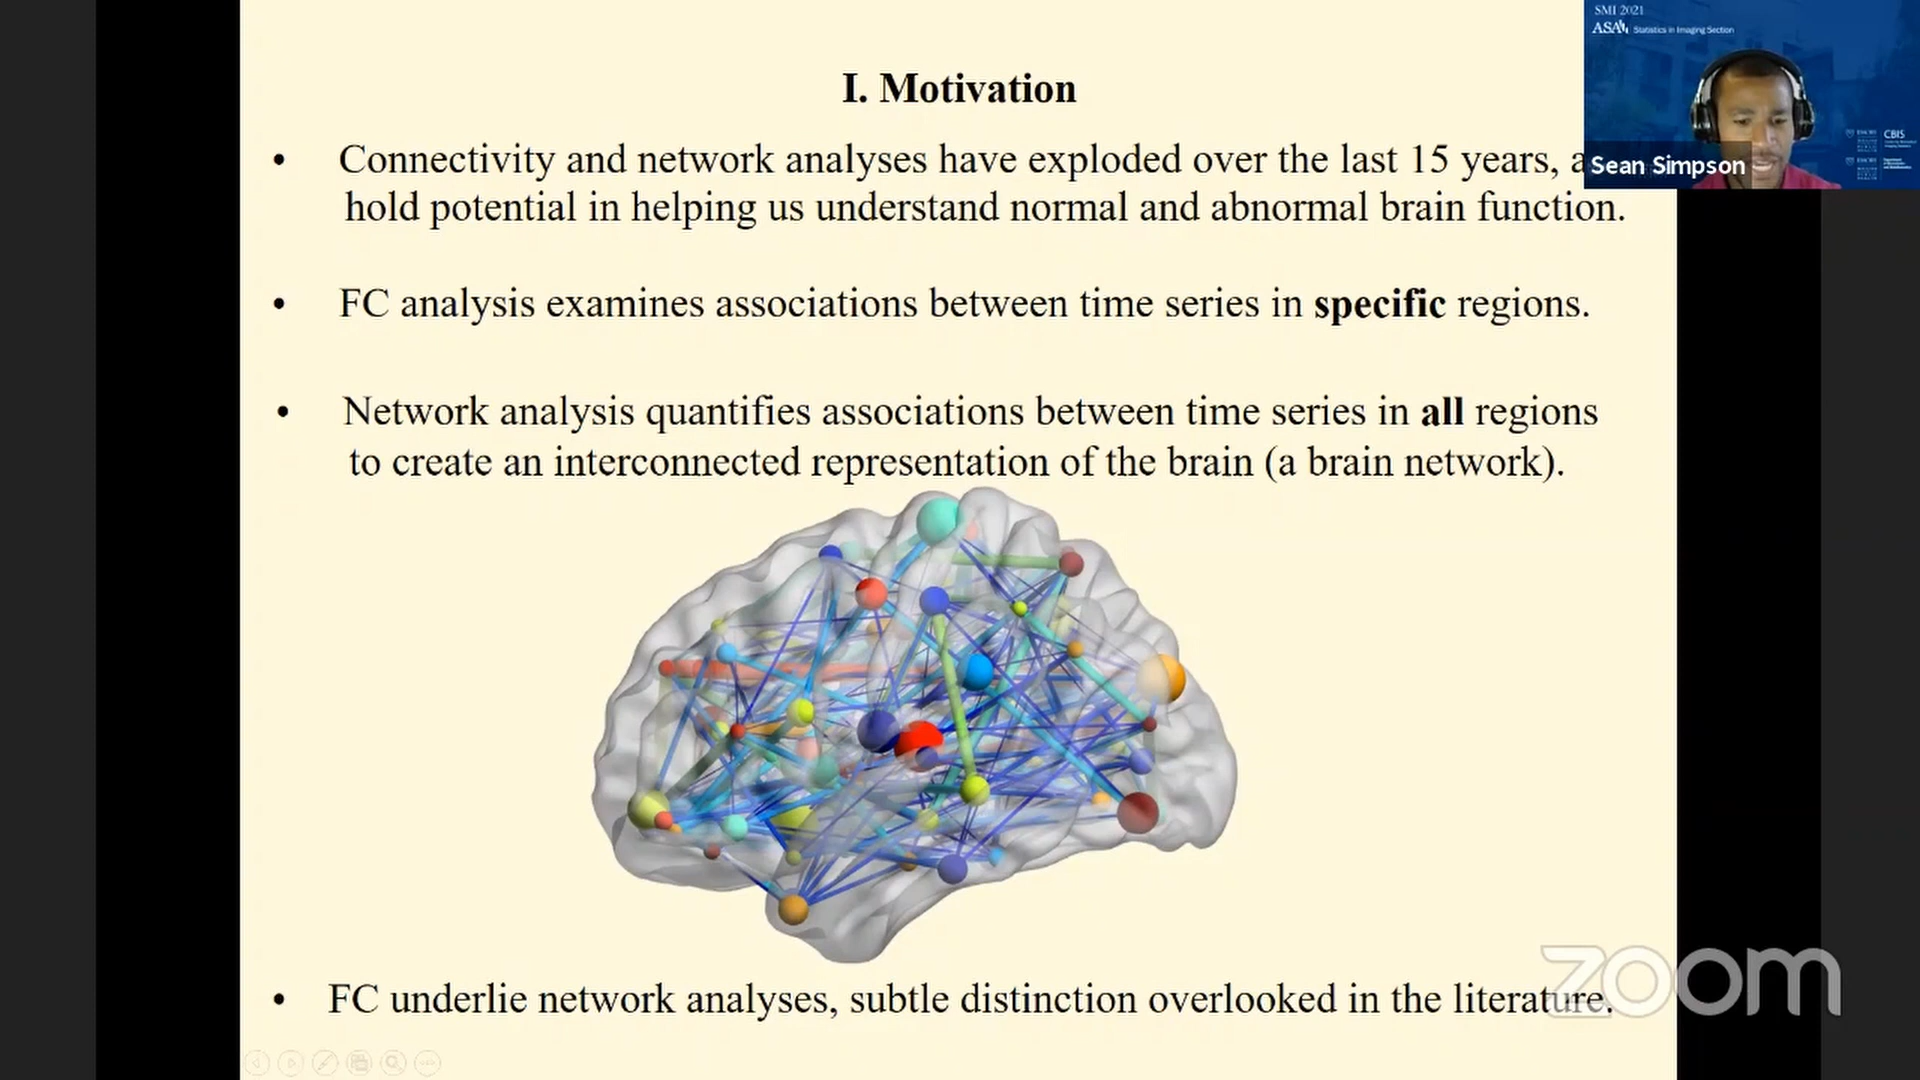 I. Motivation
• Connectivity and network analyses have exploded over the last 15 years, a
hold potential in helping us understand normal and abnormal brain function.
• FC analysis examines associations between time series in specific regions.
• Network analysis quantifies associations between time series in all regions
to create an interconnected representation of the brain (a brain network).
• FC underlie network analyses, subtle distinction overlooked in the literature.
SMI 2021
ASA Statistics in Imaging Section
CBIS
Sean Simpson
zoom